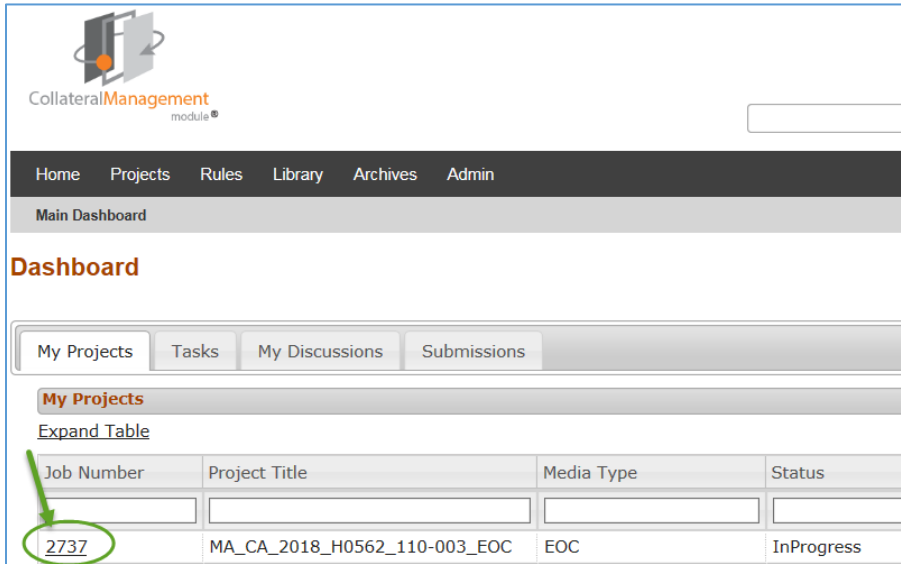 CollateralManagement
module®
Home Projects Rules Library Archives Admin
Main Dashboard
Dashboard
My Projects Tasks My Discussions Submissions
My Projects
Expand Table
Job Number Project Title Media Type Status
2737 MA_CA_2018_H0562_110-003_EOC EOC InProgress